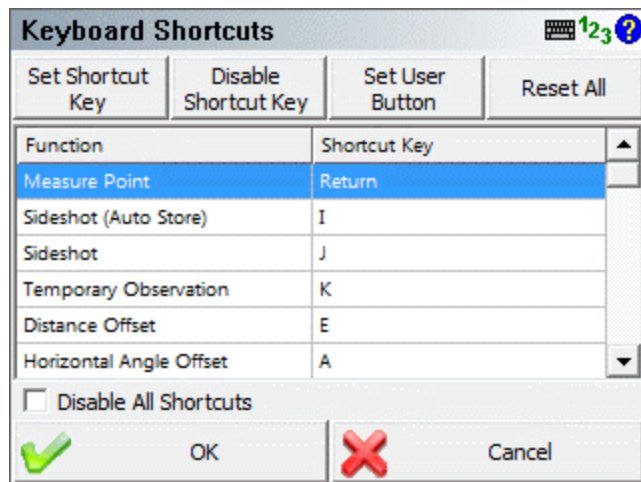 Keyboard Shortcuts 123 ?
Set Shortcut Key
Disable Shortcut Key
Set User Button
Reset All
Function Shortcut Key
Measure Point Return
Sideshot (Auto Store) I
Sideshot J
Temporary Observation K
Distance Offset E
Horizontal Angle Offset A
Disable All Shortcuts
OK Cancel